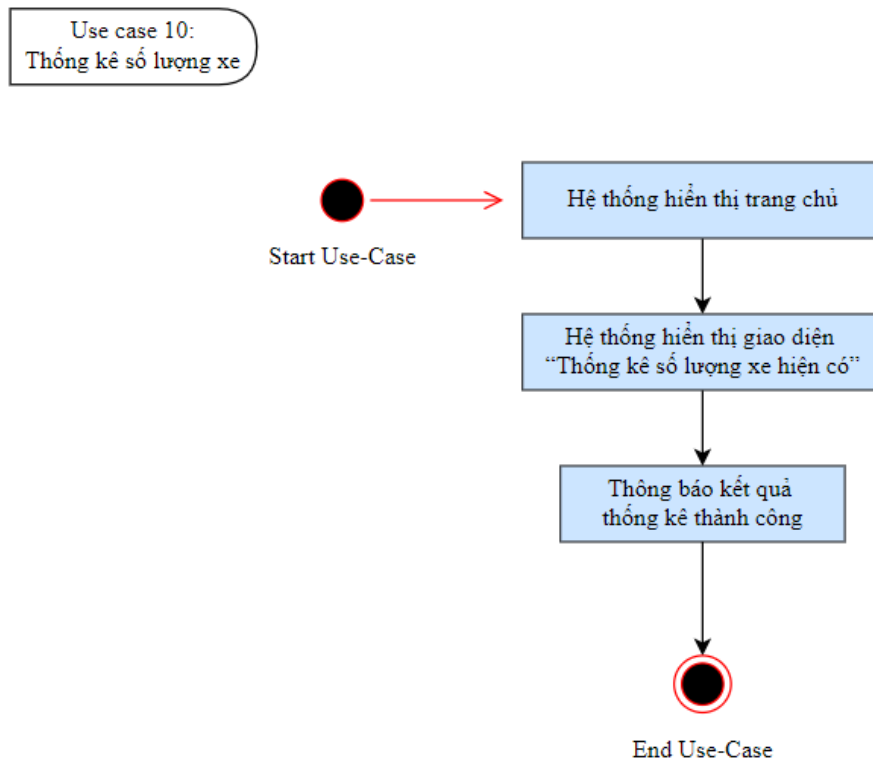 Use case 10:
Thống kê số lượng xe
Hệ thống hiển thị trang chủ
Start Use-Case
Hệ thống hiển thị giao diện
“Thống kê số lượng xe hiện có”
Thông báo kết quả
thống kê thành công
End Use-Case